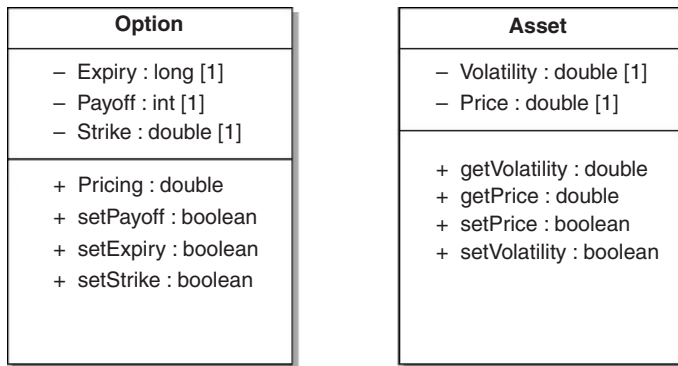 Option
– Expiry : long [1]
– Payoff : int [1]
– Strike : double [1]
+ Pricing : double
+ setPayoff : boolean
+ setExpiry : boolean
+ setStrike : boolean
Asset
– Volatility : double [1]
– Price : double [1]
+ getVolatility : double
+ getPrice : double
+ setPrice : boolean
+ setVolatility : boolean